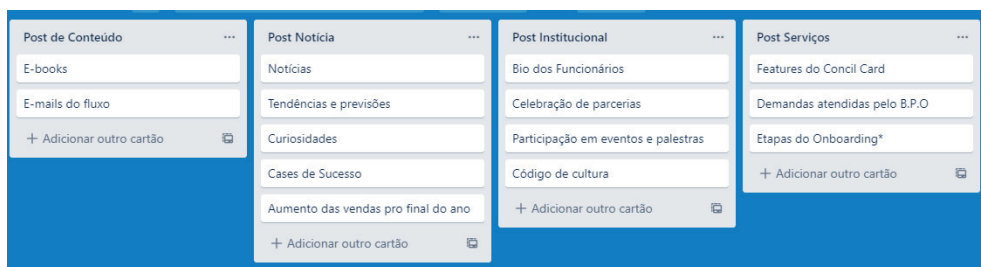 Post de Conteúdo
E-books
E-mails do fluxo
+ Adicionar outro cartão
Post Notícia
Notícias
Tendências e previsões
Curiosidades
Cases de Sucesso
Aumento das vendas pro final do ano
+ Adicionar outro cartão
Post Institucional
Bio dos Funcionários
Celebração de parcerias
Participação em eventos e palestras
Código de cultura
+ Adicionar outro cartão
Post Serviços
Features do Concil Card
Demandas atendidas pelo B.P.O
Etapas do Onboarding*
+ Adicionar outro cartão